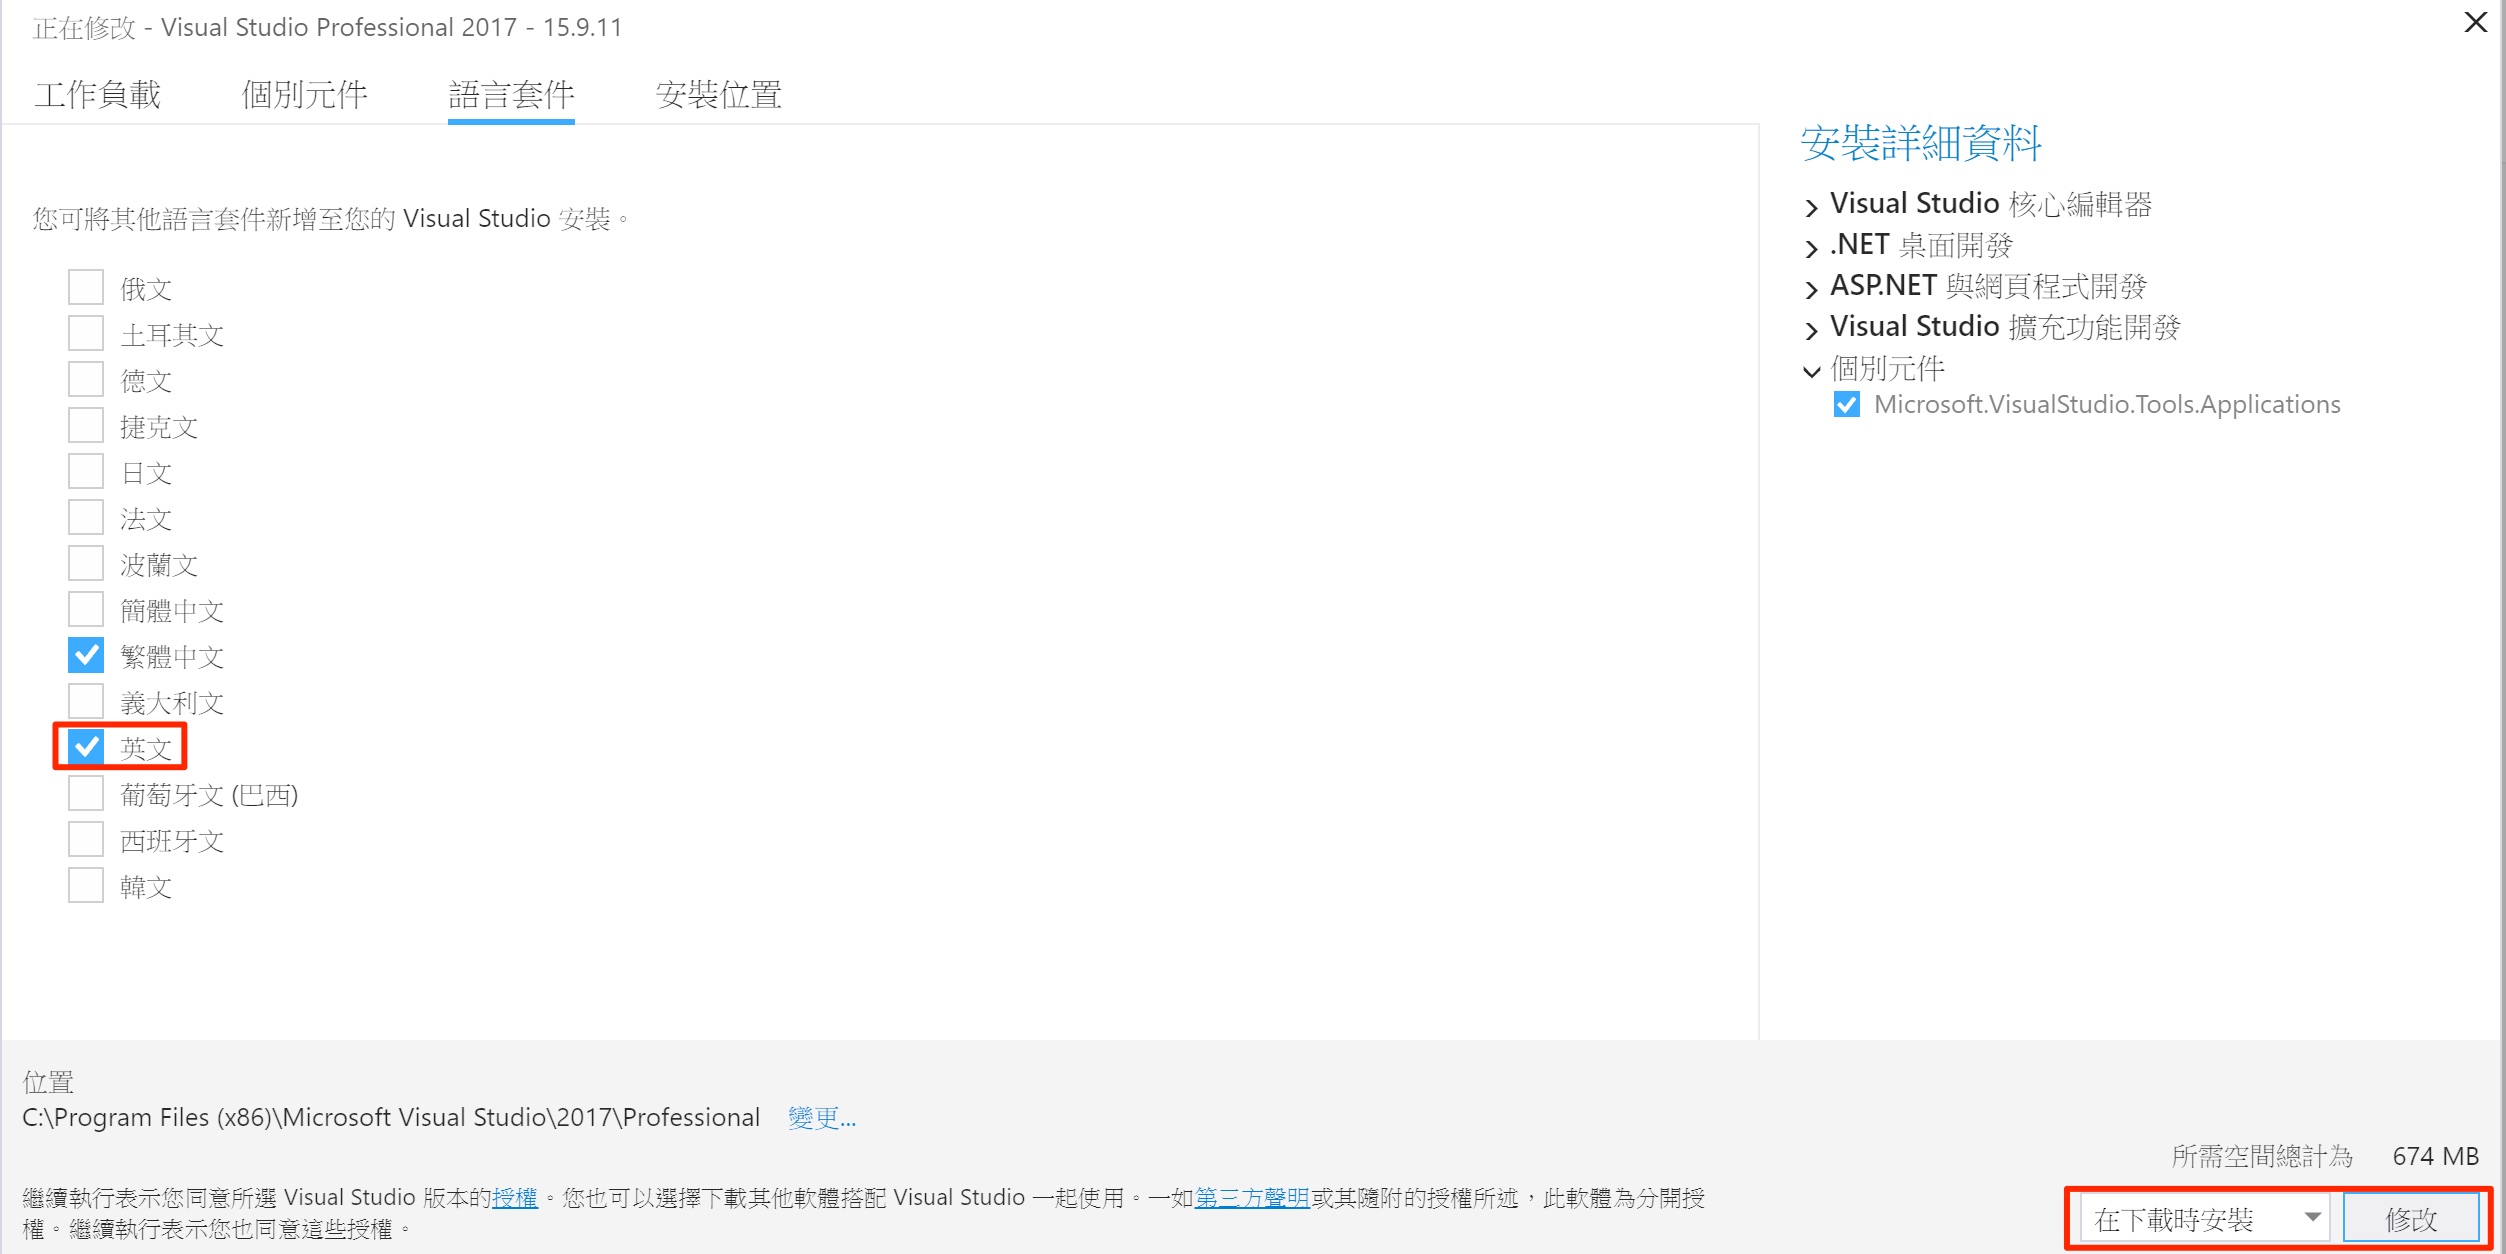 正在修改 - Visual Studio Professional 2017 - 15.9.11
工作負載 個別元件 語言套件 安裝位置
您可將其他語言套件新增至您的 Visual Studio 安裝。
俄文
土耳其文
德文
捷克文
日文
法文
波蘭文
簡體中文
繁體中文
義大利文
英文
葡萄牙文 (巴西)
西班牙文
韓文
安裝詳細資料
Visual Studio 核心編輯器
.NET 桌面開發
ASP.NET 與網頁程式開發
Visual Studio 擴充功能開發
個別元件
Microsoft.VisualStudio.Tools.Applications
位置
C:\Program Files (x86)\Microsoft Visual Studio\2017\Professional 變更...
所需空間總計為 674 MB
繼續執行表示您同意所選 Visual Studio 版本的授權。您也可以選擇下載其他軟體搭配 Visual Studio 一起使用。一如第三方聲明或其隨附的授權所述，此軟體為分開授
權。繼續執行表示您也同意這些授權。
在下載時安裝 修改